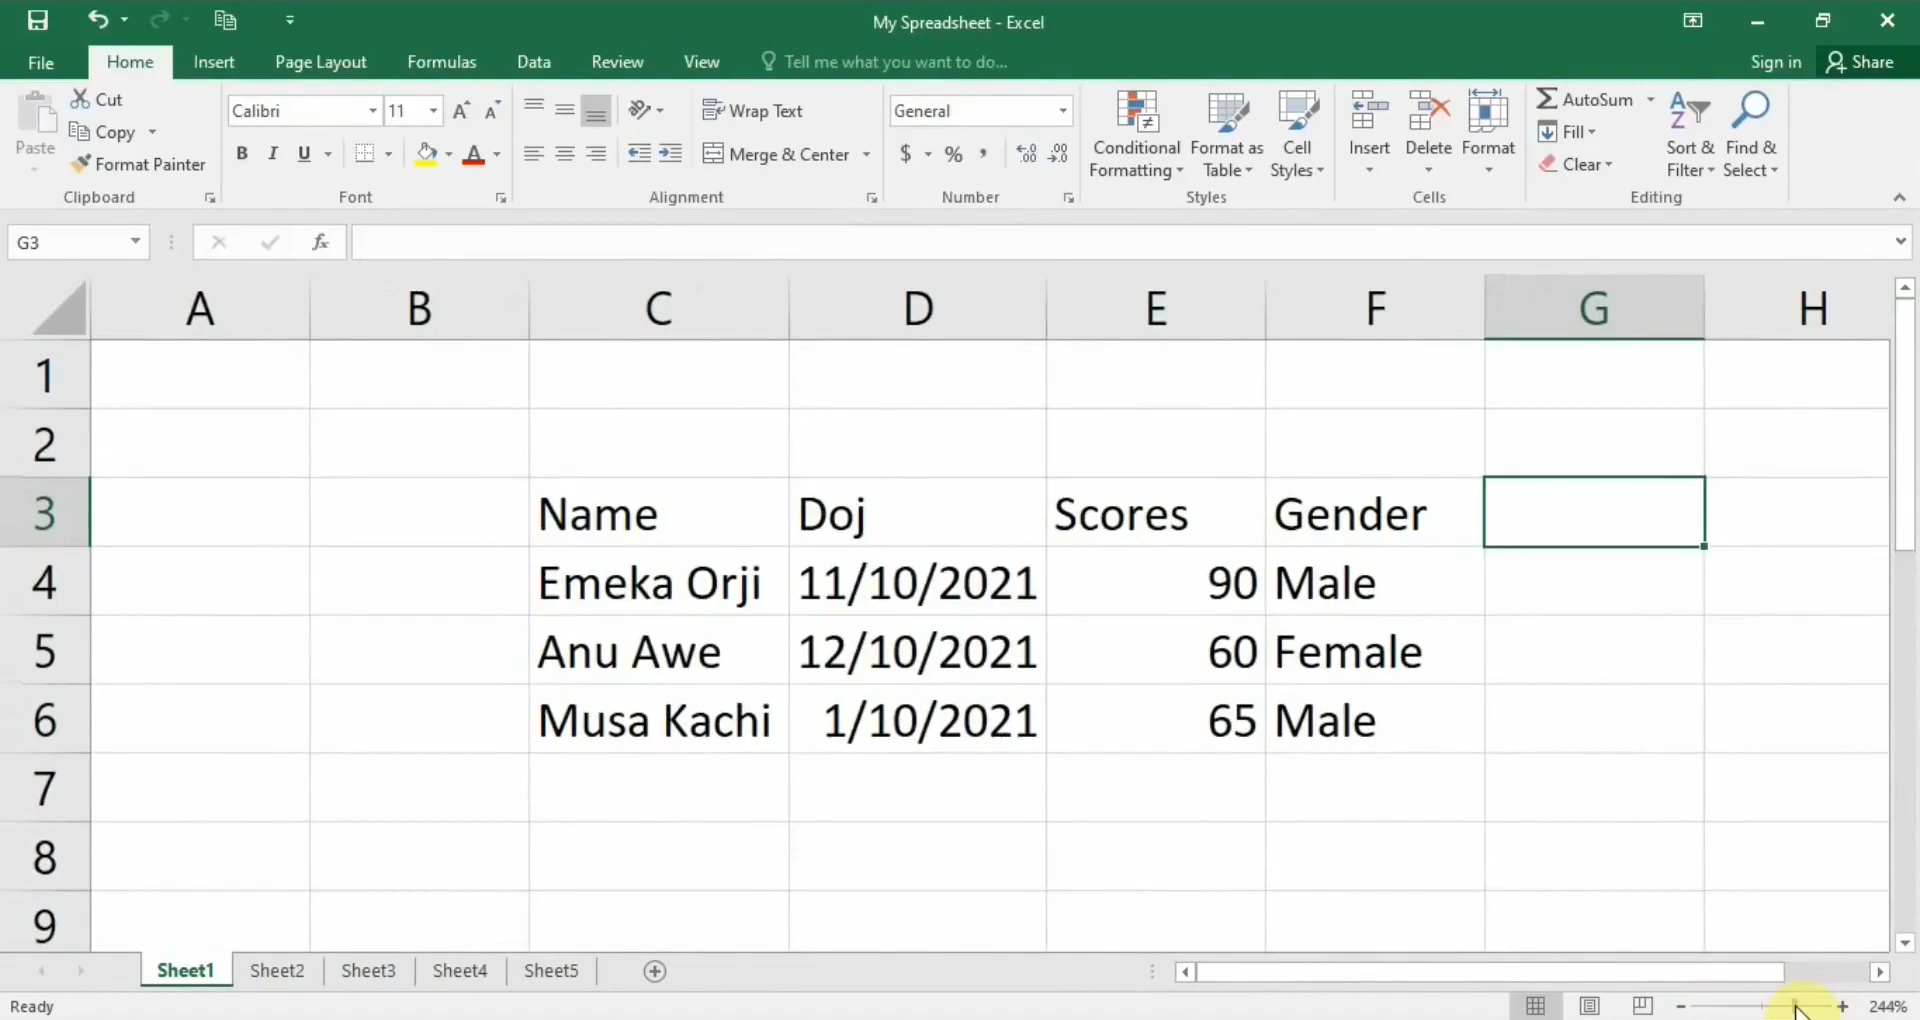 My Spreadsheet - Excel
File Home Insert Page Layout Formulas Data Review View Tell me what you want to do... Sign in Share
Paste
Cut
Copy
Format Painter
Clipboard
Calibri 11
B I U A
Font
Wrap Text
Merge & Center
Alignment
General
$ %
Number
Conditional Formatting
Format as Table
Cell Styles
Styles
Insert
Delete
Format
Cells
AutoSum
Fill
Clear
Sort & Filter
Find & Select
Editing
G3 fx
A B C D E F G H
1
2
3 Name Doj Scores Gender
4 Emeka Orji 11/10/2021 90 Male
5 Anu Awe 12/10/2021 60 Female
6 Musa Kachi 1/10/2021 65 Male
7
8
9
Sheet1 Sheet2 Sheet3 Sheet4 Sheet5
Ready 244%